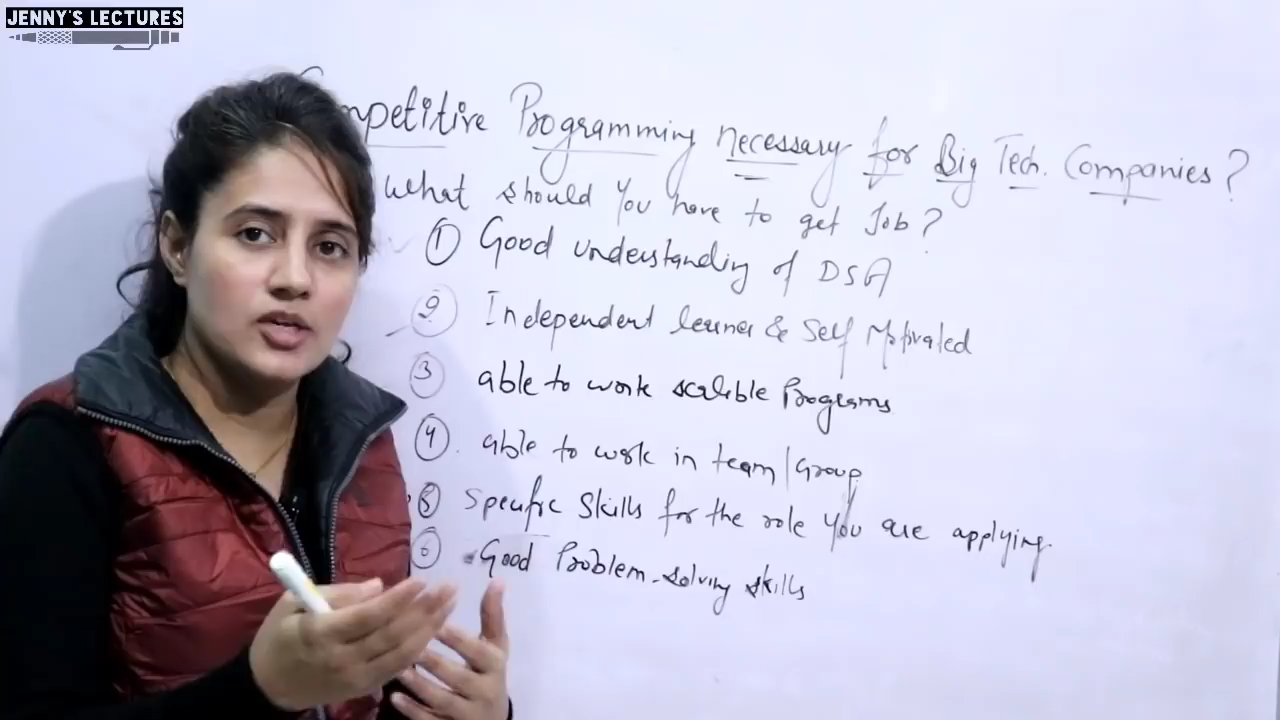 JENNY'S LECTURES
mpetitive Programming necessary for Big Tech. Companies?
what should you have to get Job?
① Good understanding of DSA
② Independent learner & Self Motivated
③ able to work scalible Programs
④ able to work in team/Group
⑤ Specific Skills for the role you are applying.
⑥ Good Problem-solving skills